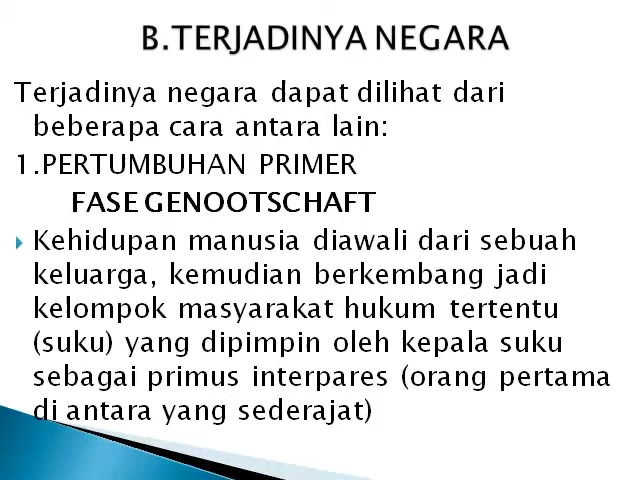 B.TERJADINYA NEGARA
Terjadinya negara dapat dilihat dari
beberapa cara antara lain:
1.PERTUMBUHAN PRIMER
FASE GENOOTSCHAFT
Kehidupan manusia diawali dari sebuah
keluarga, kemudian berkembang jadi
kelompok masyarakat hukum tertentu
(suku) yang dipimpin oleh kepala suku
sebagai primus interpares (orang pertama
di antara yang sederajat)